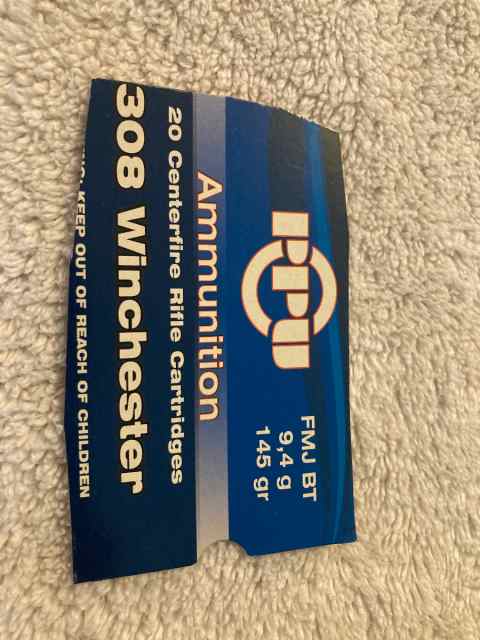 PPU
FMJ BT
9,4 g
145 gr
Ammunition
20 Centerfire Rifle Cartridges
308 Winchester
KEEP OUT OF REACH OF CHILDREN